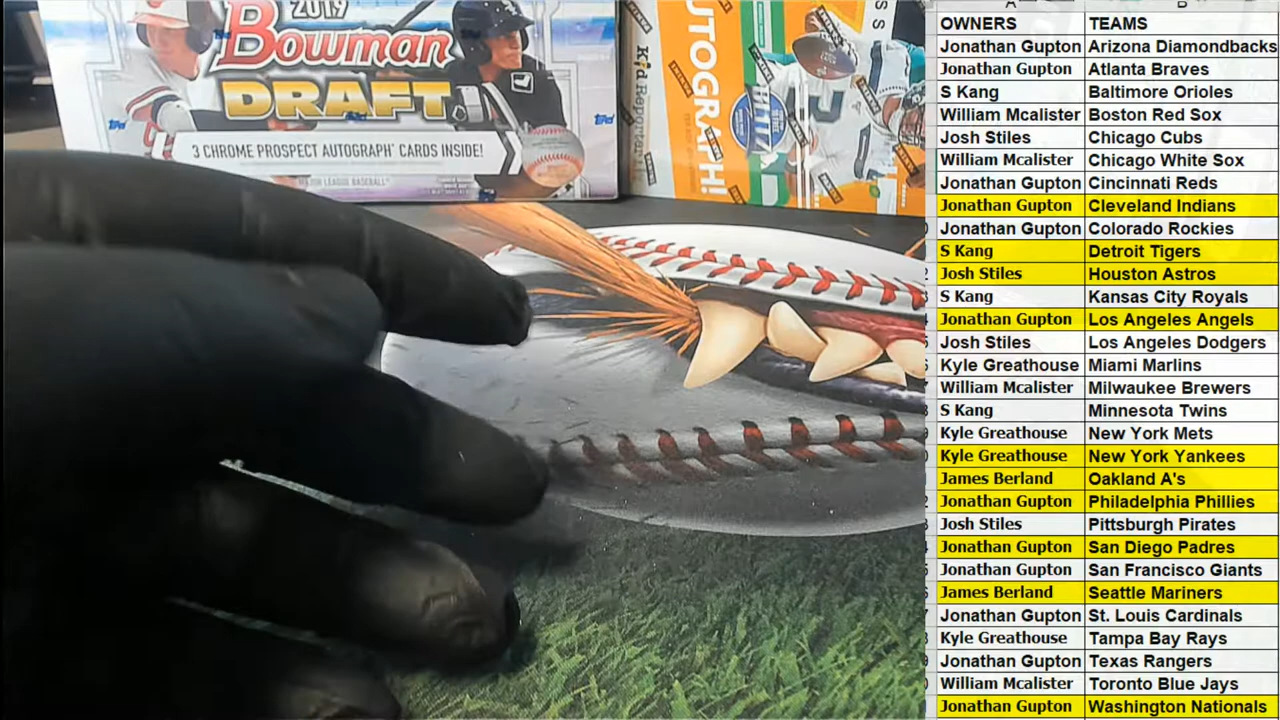 2019
Bowman
DRAFT
3 CHROME PROSPECT AUTOGRAPH CARDS INSIDE!
MAJOR LEAGUE BASEBALL
Topps
Topps
AUTOGRAPH!
Kid Reporter
OWNERS TEAMS
Jonathan Gupton Arizona Diamondbacks
Jonathan Gupton Atlanta Braves
S Kang Baltimore Orioles
William Mcalister Boston Red Sox
Josh Stiles Chicago Cubs
William Mcalister Chicago White Sox
Jonathan Gupton Cincinnati Reds
Jonathan Gupton Cleveland Indians
Jonathan Gupton Colorado Rockies
S Kang Detroit Tigers
Josh Stiles Houston Astros
S Kang Kansas City Royals
Jonathan Gupton Los Angeles Angels
Josh Stiles Los Angeles Dodgers
Kyle Greathouse Miami Marlins
William Mcalister Milwaukee Brewers
S Kang Minnesota Twins
Kyle Greathouse New York Mets
Kyle Greathouse New York Yankees
James Berland Oakland A's
Jonathan Gupton Philadelphia Phillies
Josh Stiles Pittsburgh Pirates
Jonathan Gupton San Diego Padres
Jonathan Gupton San Francisco Giants
James Berland Seattle Mariners
Jonathan Gupton St. Louis Cardinals
Kyle Greathouse Tampa Bay Rays
Jonathan Gupton Texas Rangers
William Mcalister Toronto Blue Jays
Jonathan Gupton Washington Nationals